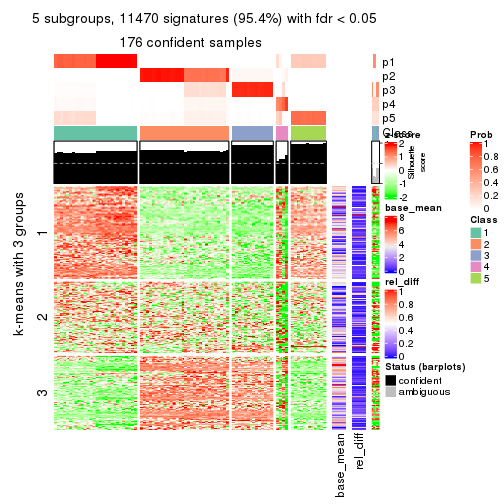 5 subgroups, 11470 signatures (95.4%) with fdr < 0.05
176 confident samples
p1
p2
p3
p4
p5
Class
Silhouette
score
k-means with 3 groups
1
2
3
base_mean
rel_diff
z-score
2
1
0
-1
-2
base_mean
8
6
4
2
0
rel_diff
1
0.8
0.6
0.4
0.2
0
Status (barplots)
confident
ambiguous
Prob
1
0.8
0.6
0.4
0.2
0
Class
1
2
3
4
5